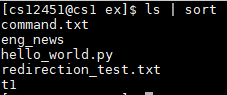 [cs12451@cs1 ex]$ ls | sort
command.txt
eng_news
hello_world.py
redirection_test.txt
t1